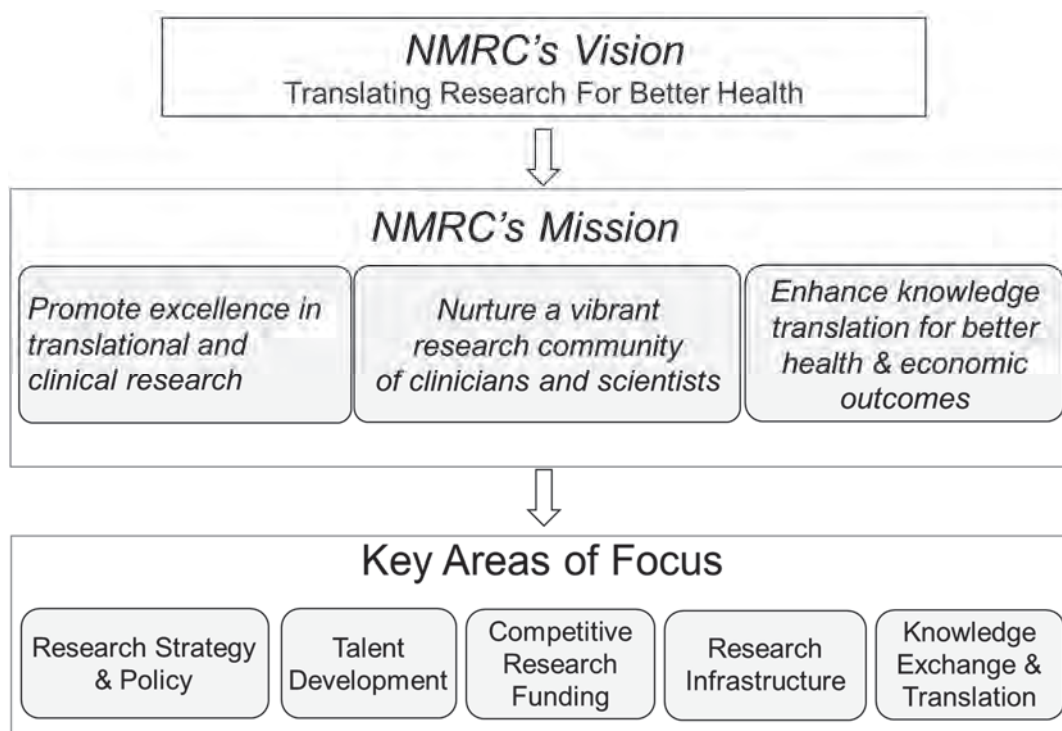 NMRC's Vision
Translating Research For Better Health
NMRC's Mission
Promote excellence in
translational and
clinical research
Nurture a vibrant
research community
of clinicians and scientists
Enhance knowledge
translation for better
health & economic
outcomes
Key Areas of Focus
Research Strategy
& Policy
Talent
Development
Competitive
Research
Funding
Research
Infrastructure
Knowledge
Exchange &
Translation